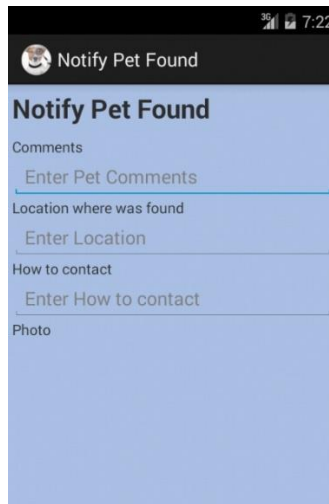 3G 7:22
Notify Pet Found
Notify Pet Found
Comments
Enter Pet Comments
Location where was found
Enter Location
How to contact
Enter How to contact
Photo